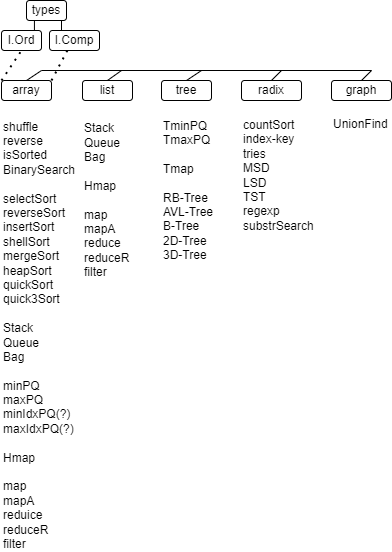 types
I.Ord
I.Comp
array
list
tree
radix
graph
shuffle
reverse
isSorted
BinarySearch
selectSort
reverseSort
insertSort
shellSort
mergeSort
heapSort
quickSort
quick3Sort
Stack
Queue
Bag
minPQ
maxPQ
minIdxPQ(?)
maxIdxPQ(?)
Hmap
map
mapA
reduice
reduceR
filter
Stack
Queue
Bag
Hmap
map
mapA
reduce
reduceR
filter
TminPQ
TmaxPQ
Tmap
RB-Tree
AVL-Tree
B-Tree
2D-Tree
3D-Tree
countSort
index-key
tries
MSD
LSD
TST
regexp
substrSearch
UnionFind